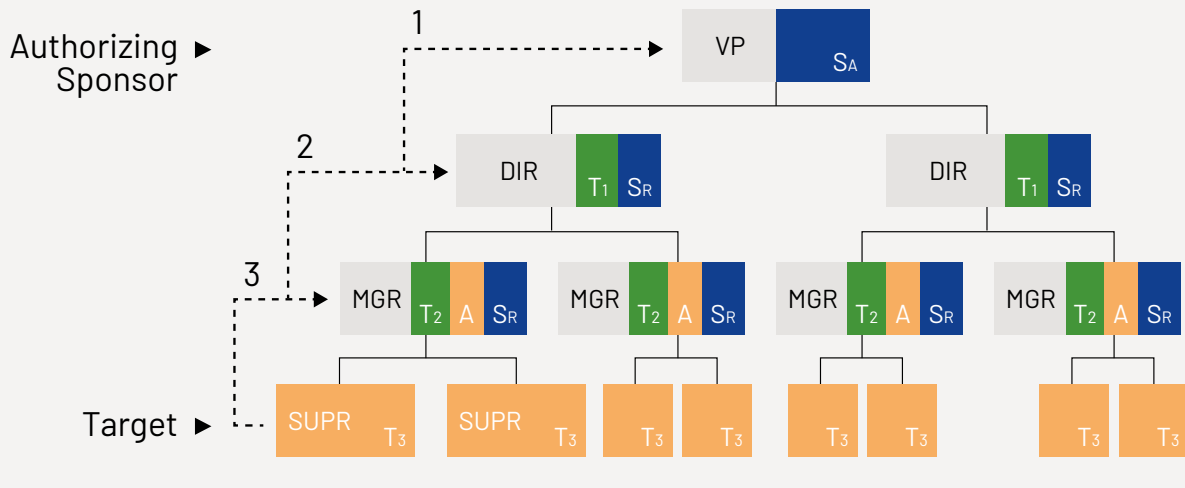 1
Authorizing
Sponsor
VP SA
2
DIR T1 SR
DIR T1 SR
3
MGR T2 A SR
MGR T2 A SR
MGR T2 A SR
MGR T2 A SR
Target
SUPR T3
SUPR T3
T3
T3
T3
T3
T3
T3